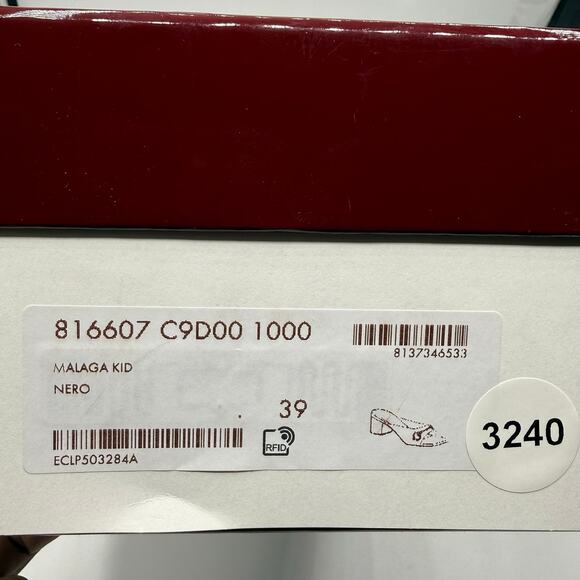 816607 C9D00 1000
8137346533
MALAGA KID
NERO
. 39
ECLP503284A
RFID
3240